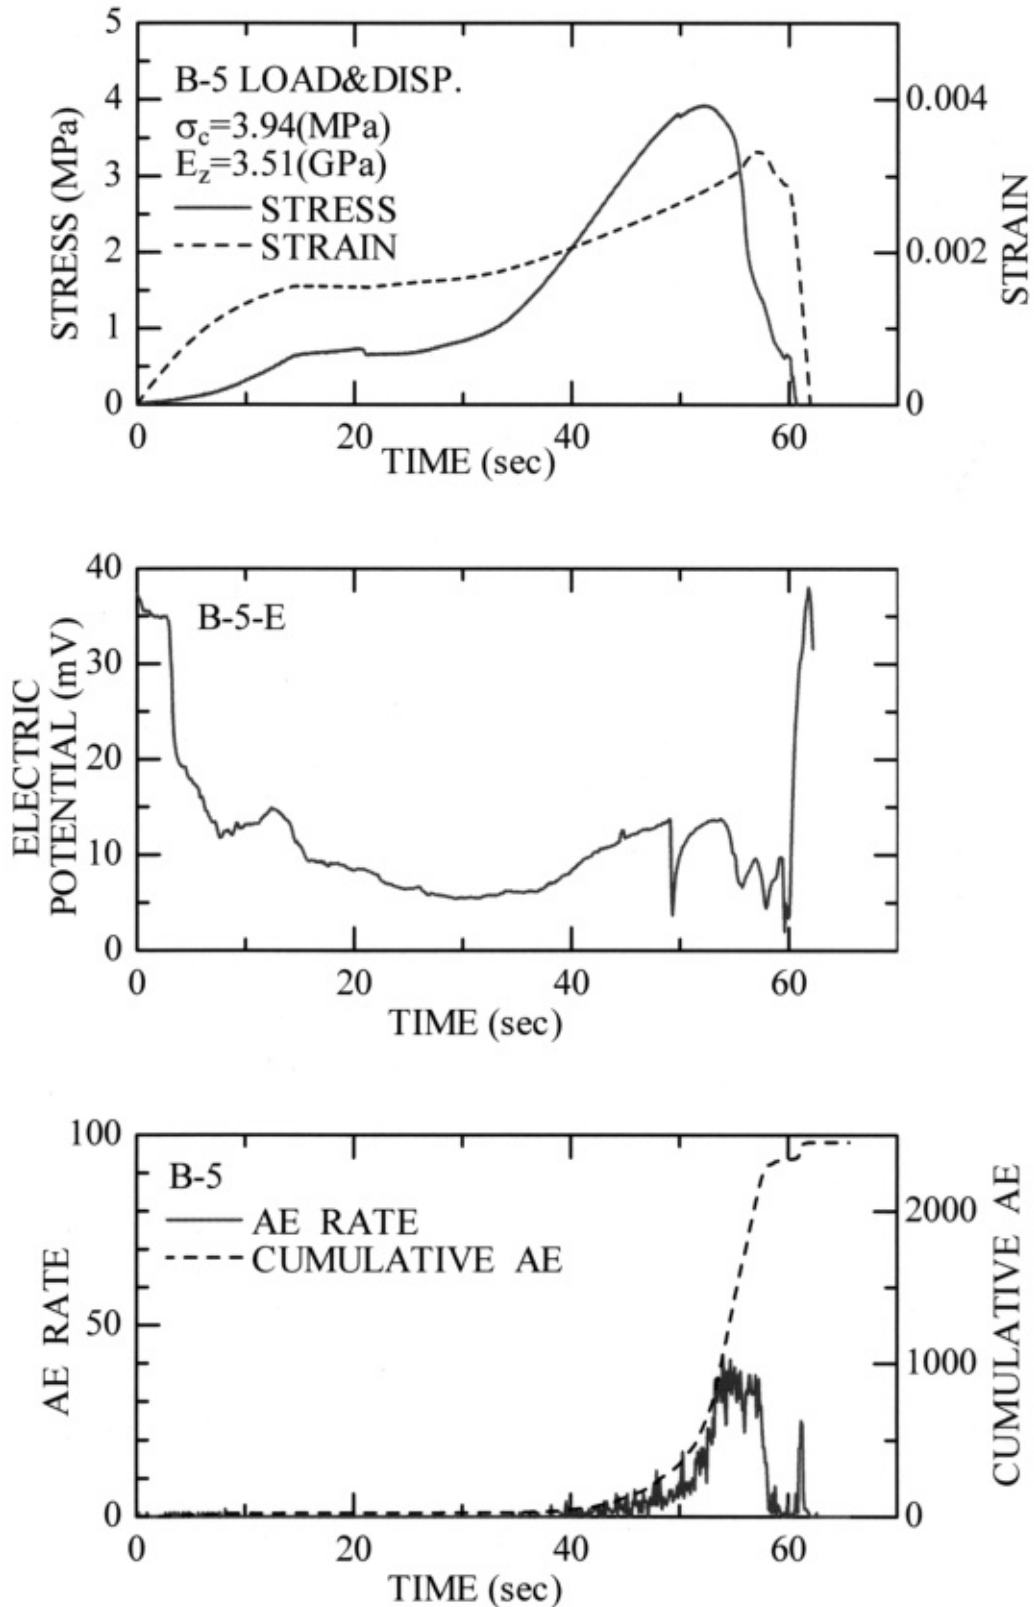 5
4
3
2
1
0
STRESS (MPa)
B-5 LOAD&DISP.
σc=3.94(MPa)
Ez=3.51(GPa)
STRESS
STRAIN
0.004
0.002
0
STRAIN
0 20 40 60
TIME (sec)
40
30
20
10
0
ELECTRIC
POTENTIAL (mV)
B-5-E
0 20 40 60
TIME (sec)
100
50
0
AE RATE
B-5
AE RATE
CUMULATIVE AE
2000
1000
0
CUMULATIVE AE
0 20 40 60
TIME (sec)